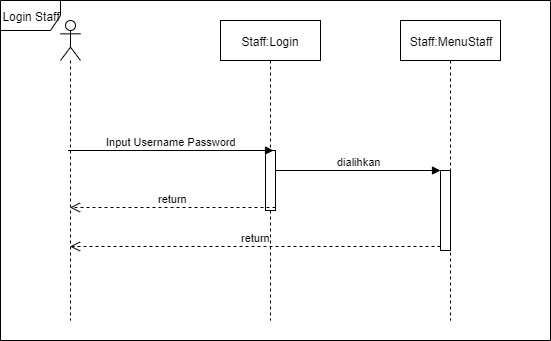 Login Staff
Staff:Login
Staff:MenuStaff
Input Username Password
dialihkan
return
return